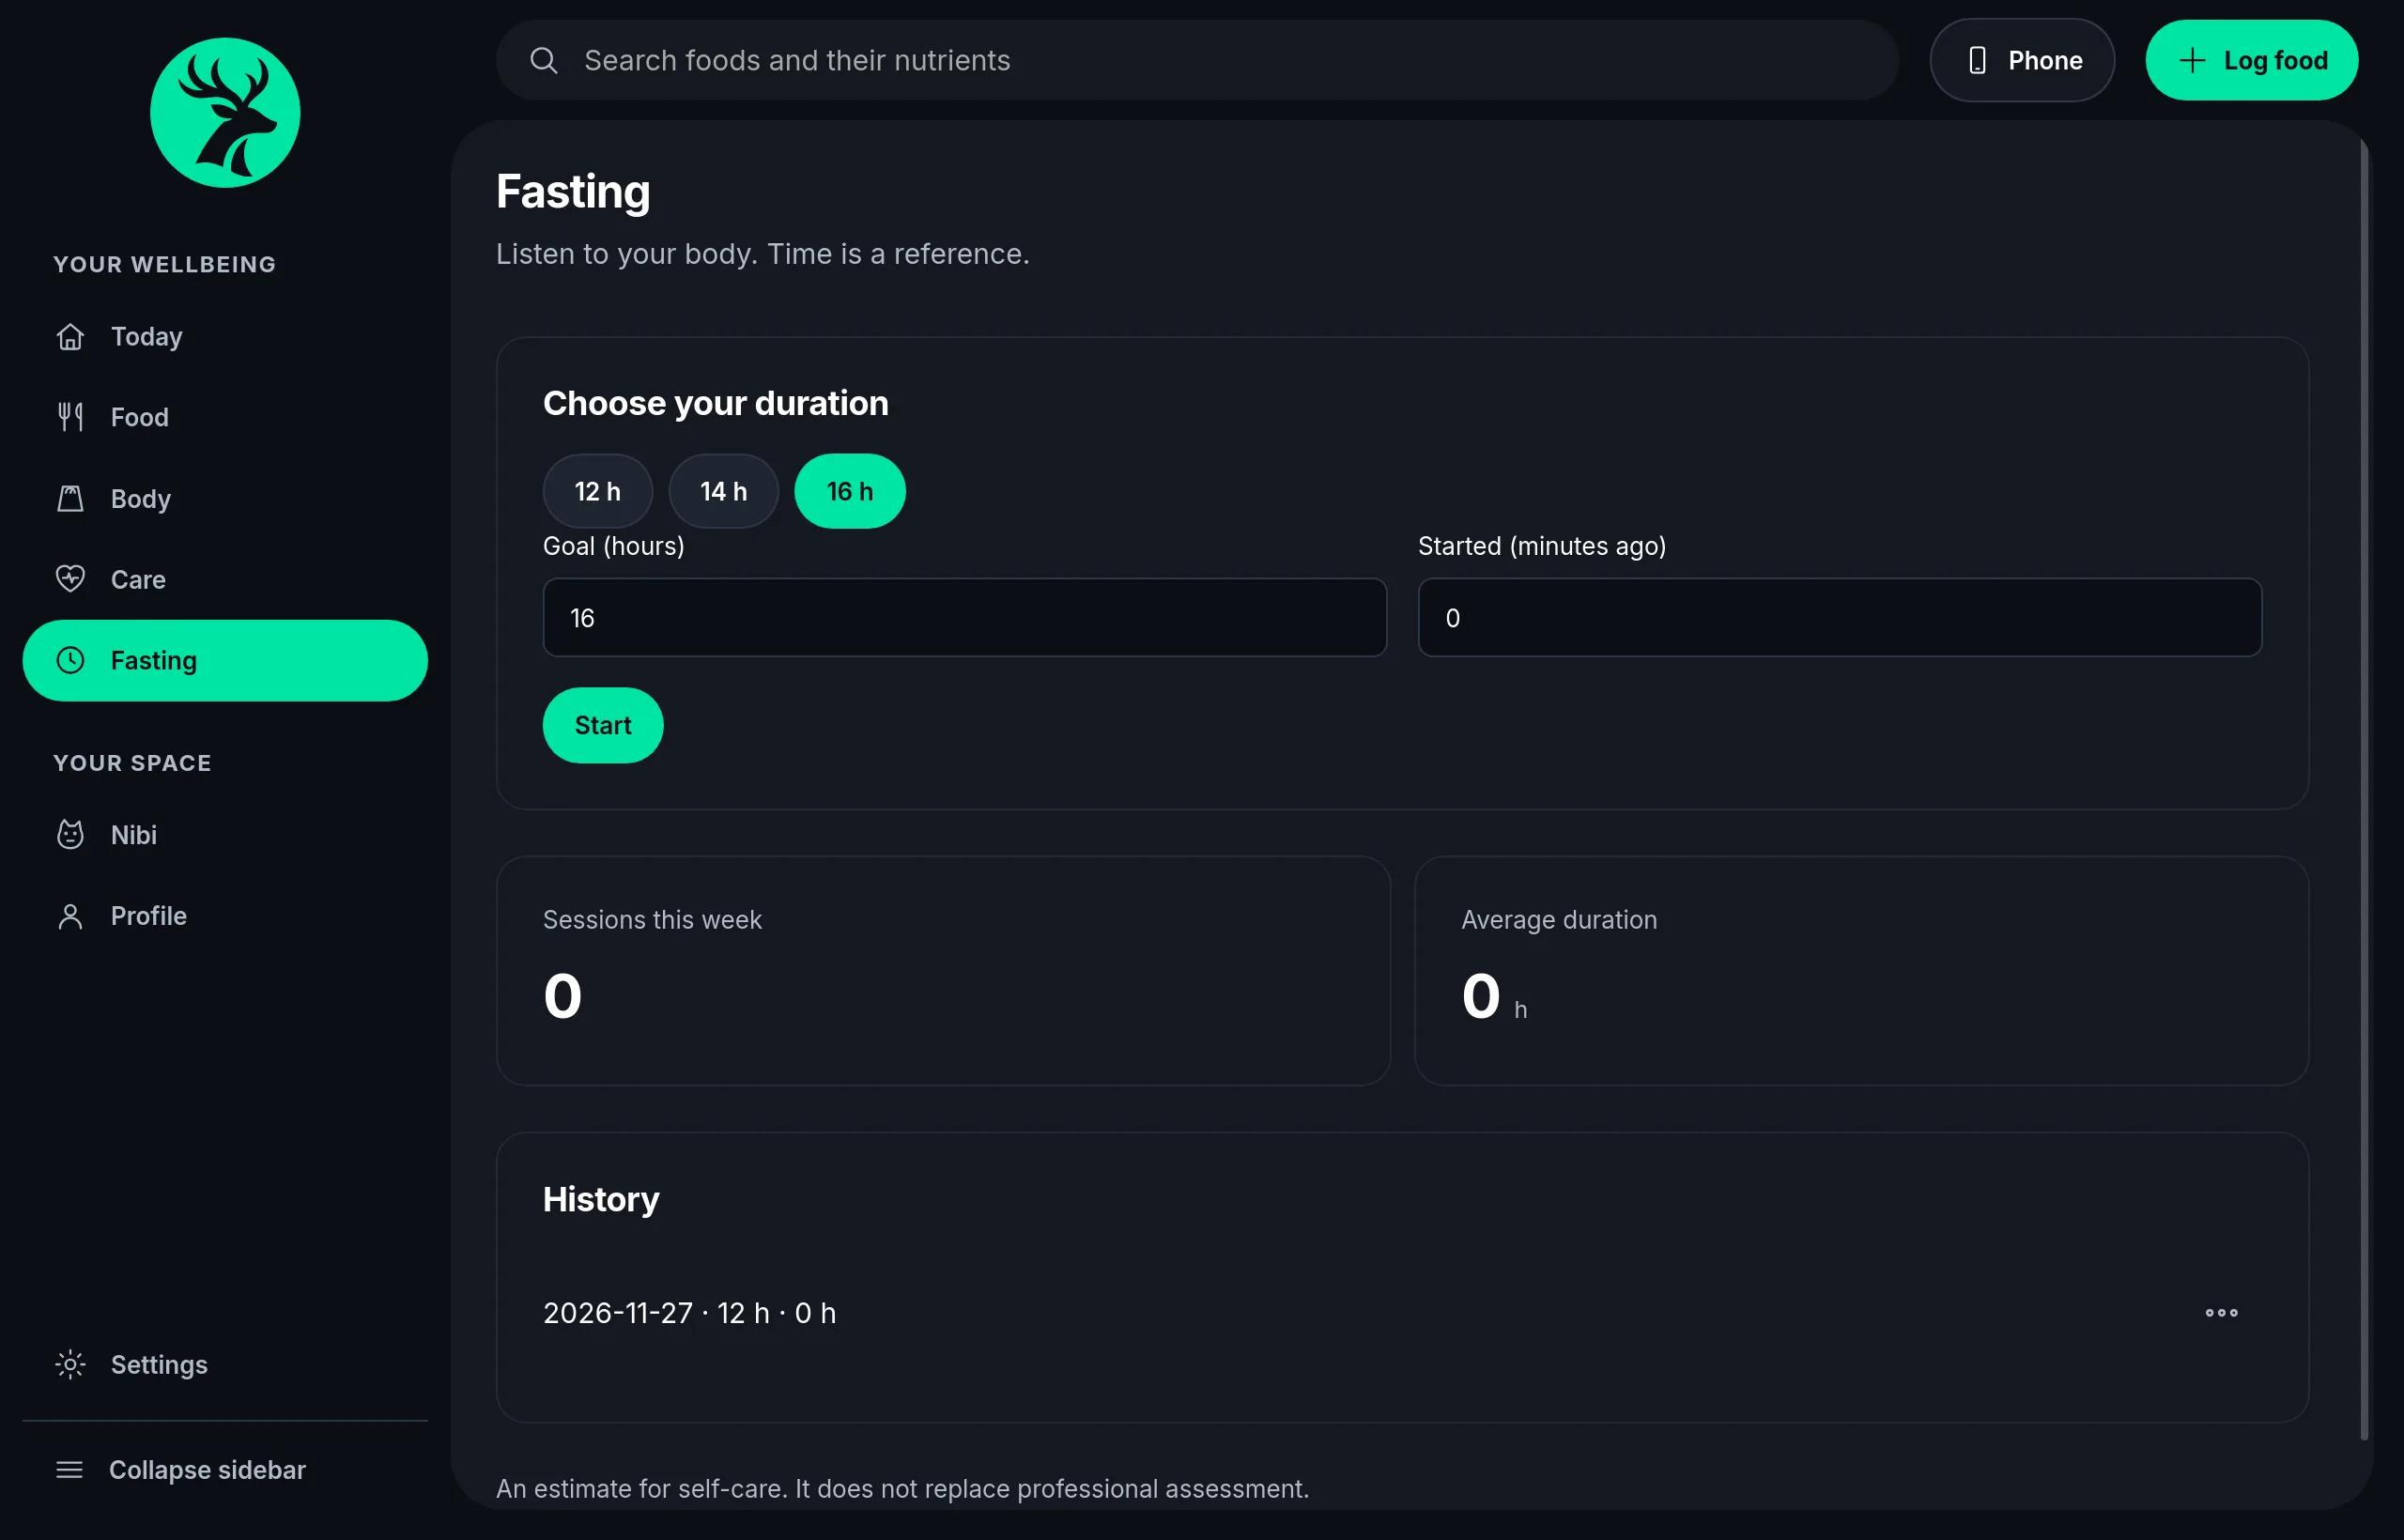 Search foods and their nutrients
Phone
Log food
YOUR WELLBEING
Today
Food
Body
Care
Fasting
YOUR SPACE
Nibi
Profile
Settings
Collapse sidebar
Fasting
Listen to your body. Time is a reference.
Choose your duration
12 h
14 h
16 h
Goal (hours)
Started (minutes ago)
16
0
Start
Sessions this week
0
Average duration
0 h
History
2026-11-27 · 12 h · 0 h
An estimate for self-care. It does not replace professional assessment.